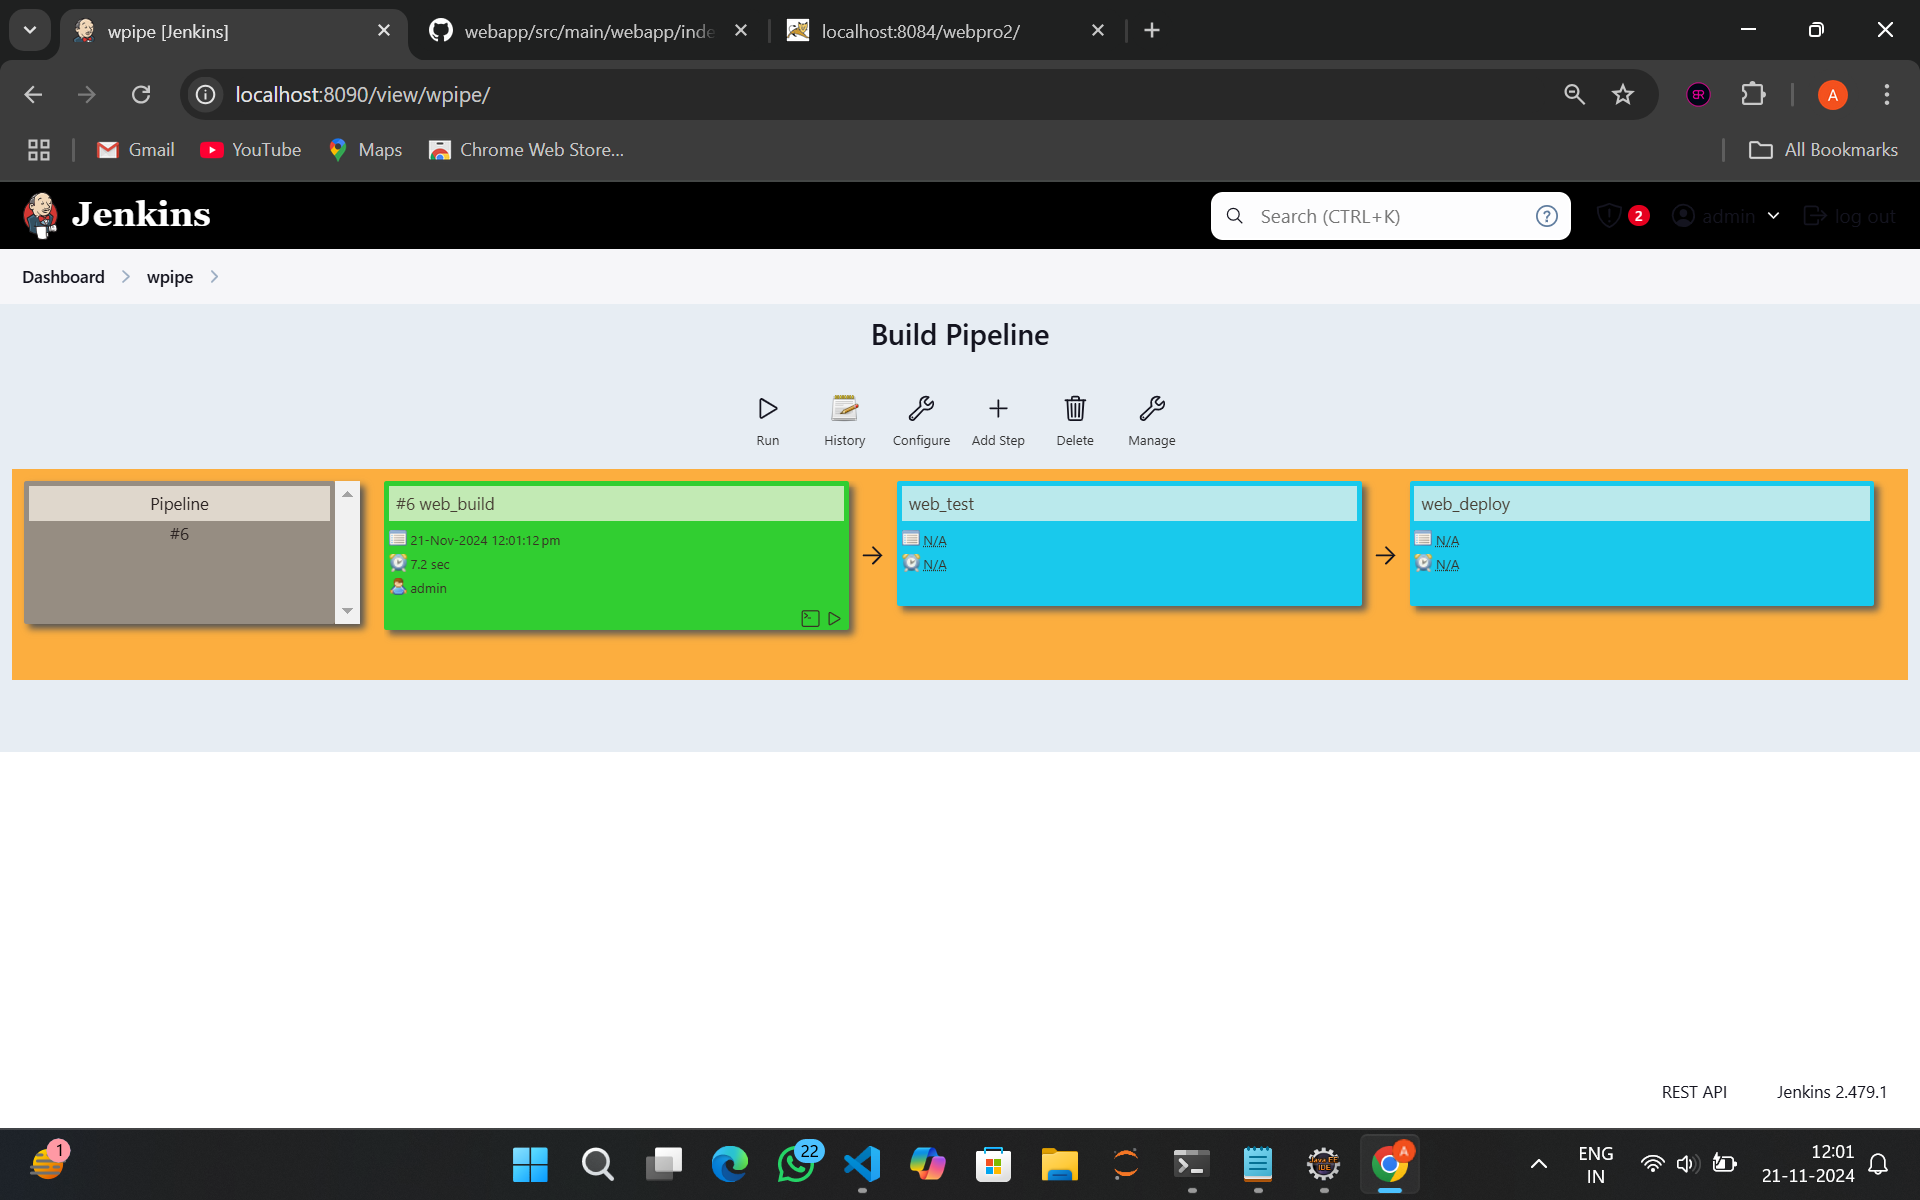 wpipe [Jenkins]
webapp/src/main/webapp/inde
localhost:8084/webpro2/
localhost:8090/view/wpipe/
A
Gmail
YouTube
Maps
Chrome Web Store...
All Bookmarks
Jenkins
Search (CTRL+K)
?
2
admin
log out
Dashboard
wpipe
Build Pipeline
Run
History
Configure
Add Step
Delete
Manage
Pipeline
#6
#6 web_build
21-Nov-2024 12:01:12 pm
7.2 sec
admin
web_test
N/A
N/A
web_deploy
N/A
N/A
REST API
Jenkins 2.479.1
1
22
Java EE
IDE
A
ENG
IN
12:01
21-11-2024